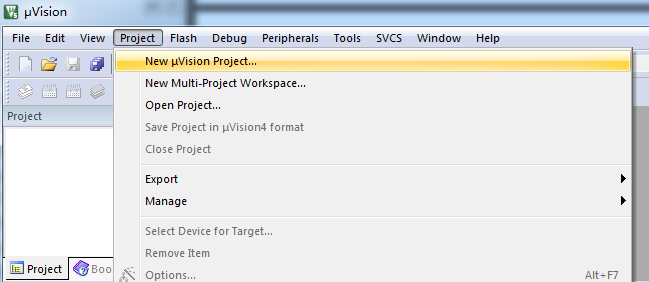 μVision
File Edit View Project Flash Debug Peripherals Tools SVCS Window Help
New μVision Project...
New Multi-Project Workspace...
Open Project...
Project
Save Project in μVision4 format
Close Project
Export
Manage
Select Device for Target...
Remove Item
Project Boo
Options... Alt+F7